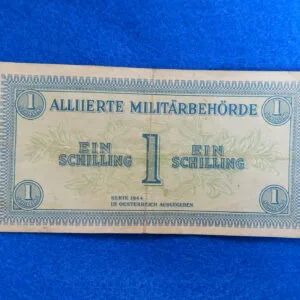 1 ALLIIERTE MILITÄRBEHÖRDE 1
EIN SCHILLING 1 EIN SCHILLING
SERIE 1944
1 IN OESTERREICH AUSGEGEBEN 1